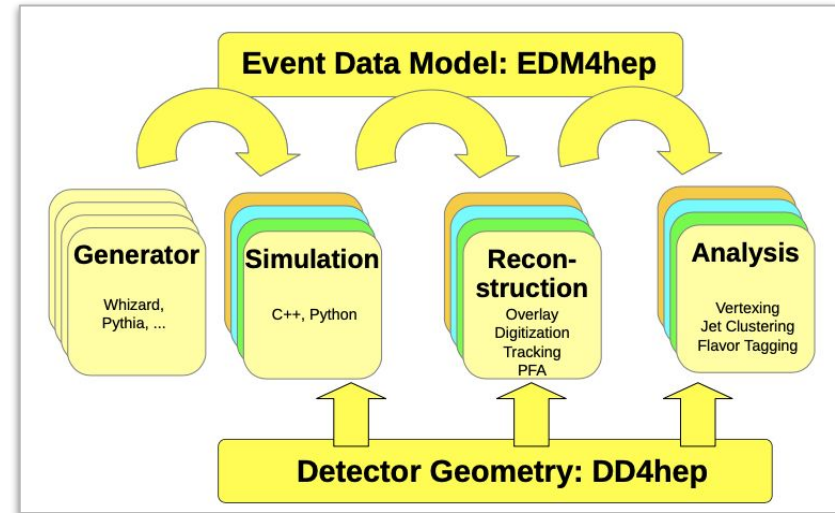 Event Data Model: EDM4hep
Generator
Whizard,
Pythia, ...
Simulation
C++, Python
Recon-
struction
Overlay
Digitization
Tracking
PFA
Analysis
Vertexing
Jet Clustering
Flavor Tagging
Detector Geometry: DD4hep